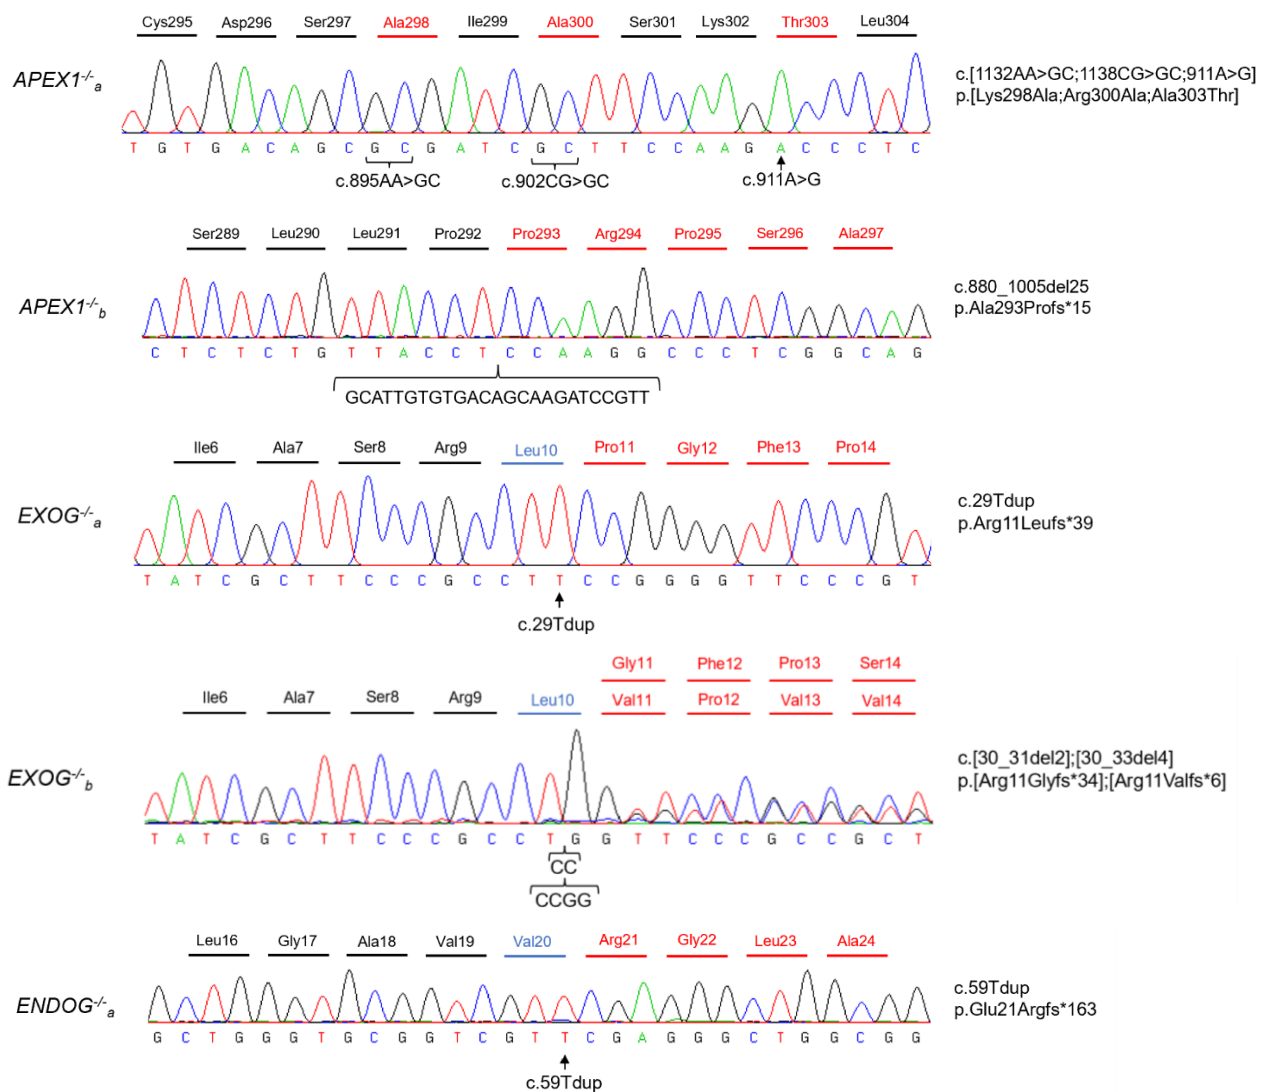 Cys295 Asp296 Ser297 Ala298 Ile299 Ala300 Ser301 Lys302 Thr303 Leu304
APEX1-/-a
c.[1132AA>GC;1138CG>GC;911A>G]
p.[Lys298Ala;Arg300Ala;Ala303Thr]
T G T G A C A G C G C G A T C G C T T C C A A G A C C C T C
c.895AA>GC c.902CG>GC c.911A>G
Ser289 Leu290 Leu291 Pro292 Pro293 Arg294 Pro295 Ser296 Ala297
APEX1-/-b
c.880_1005del25
p.Ala293Profs*15
C T C T C T G T T A C C T C C A A G G C C C T C G G C A G
GCATTGTGTGACAGCAAGATCCGTT
Ile6 Ala7 Ser8 Arg9 Leu10 Pro11 Gly12 Phe13 Pro14
EXOG-/-a
c.29Tdup
p.Arg11Leufs*39
T A T C G C T T C C C G C C T T C C G G G G T T C C C G T
c.29Tdup
Gly11 Phe12 Pro13 Ser14
Ile6 Ala7 Ser8 Arg9 Leu10 Val11 Pro12 Val13 Val14
EXOG-/-b
c.[30_31del2];[30_33del4]
p.[Arg11Glyfs*34];[Arg11Valfs*6]
T A T C G C T T C C C G C C T G G T T C C C G C C G C T
CC
CCGG
Leu16 Gly17 Ala18 Val19 Val20 Arg21 Gly22 Leu23 Ala24
ENDOG-/-a
c.59Tdup
p.Glu21Argfs*163
G C T G G G T G C G G T C G T T C G A G G G C T G G C G G
c.59Tdup